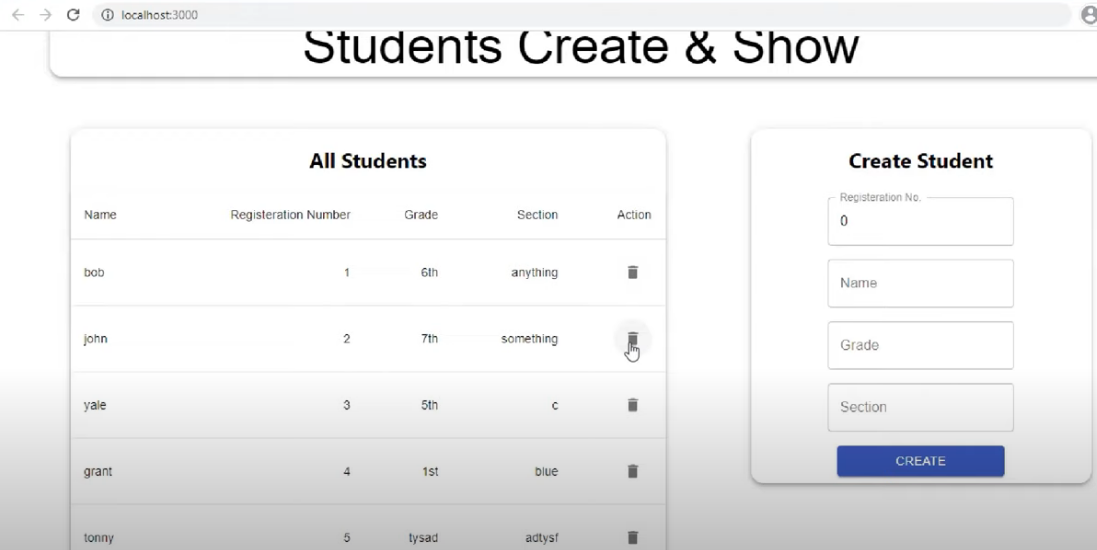 localhost:3000
Students Create & Show
All Students
Name Registeration Number Grade Section Action
bob 1 6th anything
john 2 7th something
yale 3 5th c
grant 4 1st blue
tonny 5 tysad adtysf
Create Student
Registeration No.
0
Name
Grade
Section
CREATE